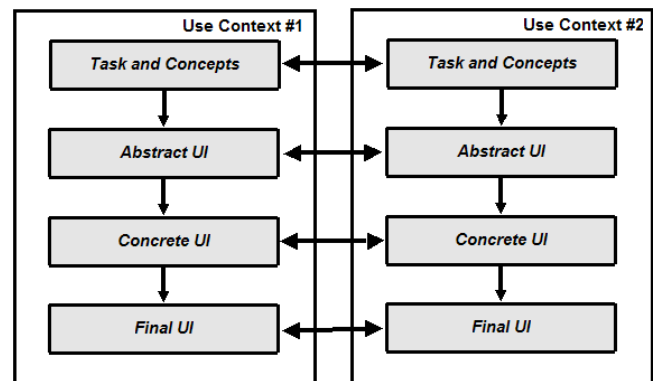 Use Context #1
Task and Concepts
Abstract UI
Concrete UI
Final UI
Use Context #2
Task and Concepts
Abstract UI
Concrete UI
Final UI